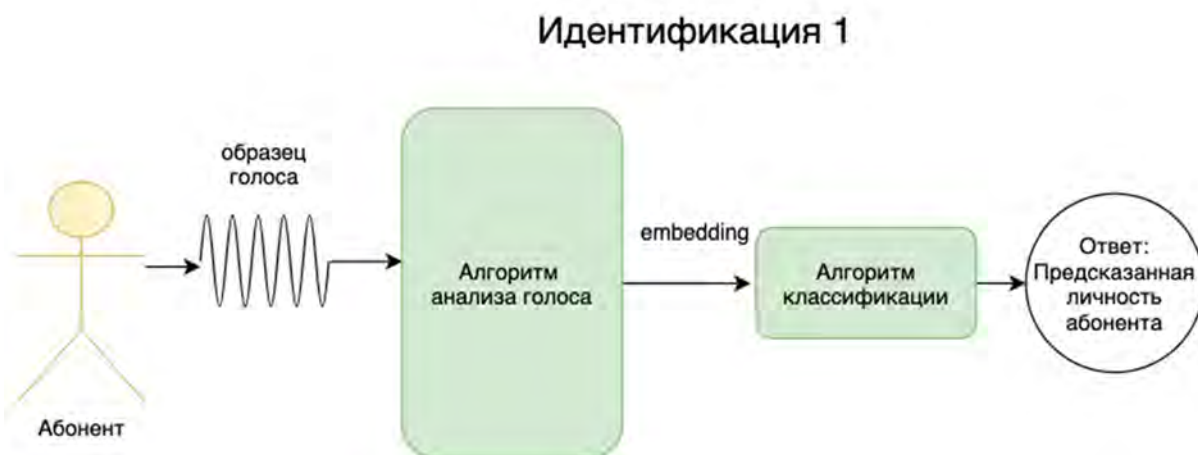 Идентификация 1
образец
голоса
Абонент
Алгоритм
анализа голоса
embedding
Алгоритм
классификации
Ответ:
Предсказанная
личность
абонента